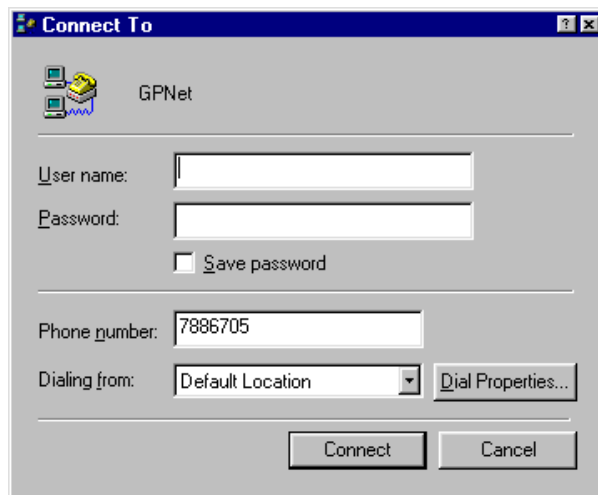 Connect To
GPNet
User name:
Password:
Save password
Phone number: 7886705
Dialing from: Default Location Dial Properties...
Connect Cancel